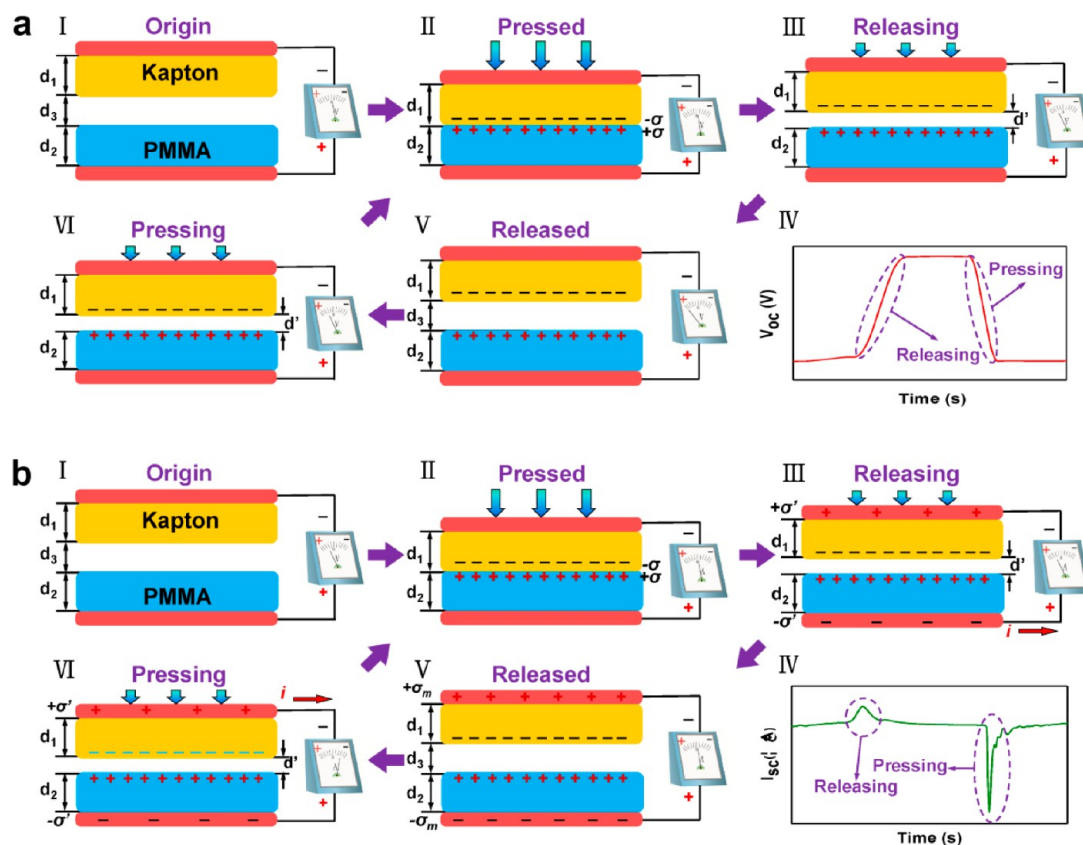 a
I Origin
Kapton
PMMA
d₁
d₃
d₂
−
+
II Pressed
d₁
d₂
-σ
+σ
−
+
III Releasing
d₁
d'
d₂
−
+
VI Pressing
d₁
d'
d₂
−
+
V Released
d₁
d₃
d₂
−
+
IV
V_OC (V)
Pressing
Releasing
Time (s)
b
I Origin
Kapton
PMMA
d₁
d₃
d₂
−
+
II Pressed
d₁
d₂
-σ
+σ
−
+
III Releasing
+σ'
d₁
d'
d₂
-σ'
−
+
i
VI Pressing
+σ'
i
d₁
d'
d₂
-σ'
−
+
V Released
+σₘ
d₁
d₃
d₂
-σₘ
−
+
IV
Releasing
Pressing
Time (s)